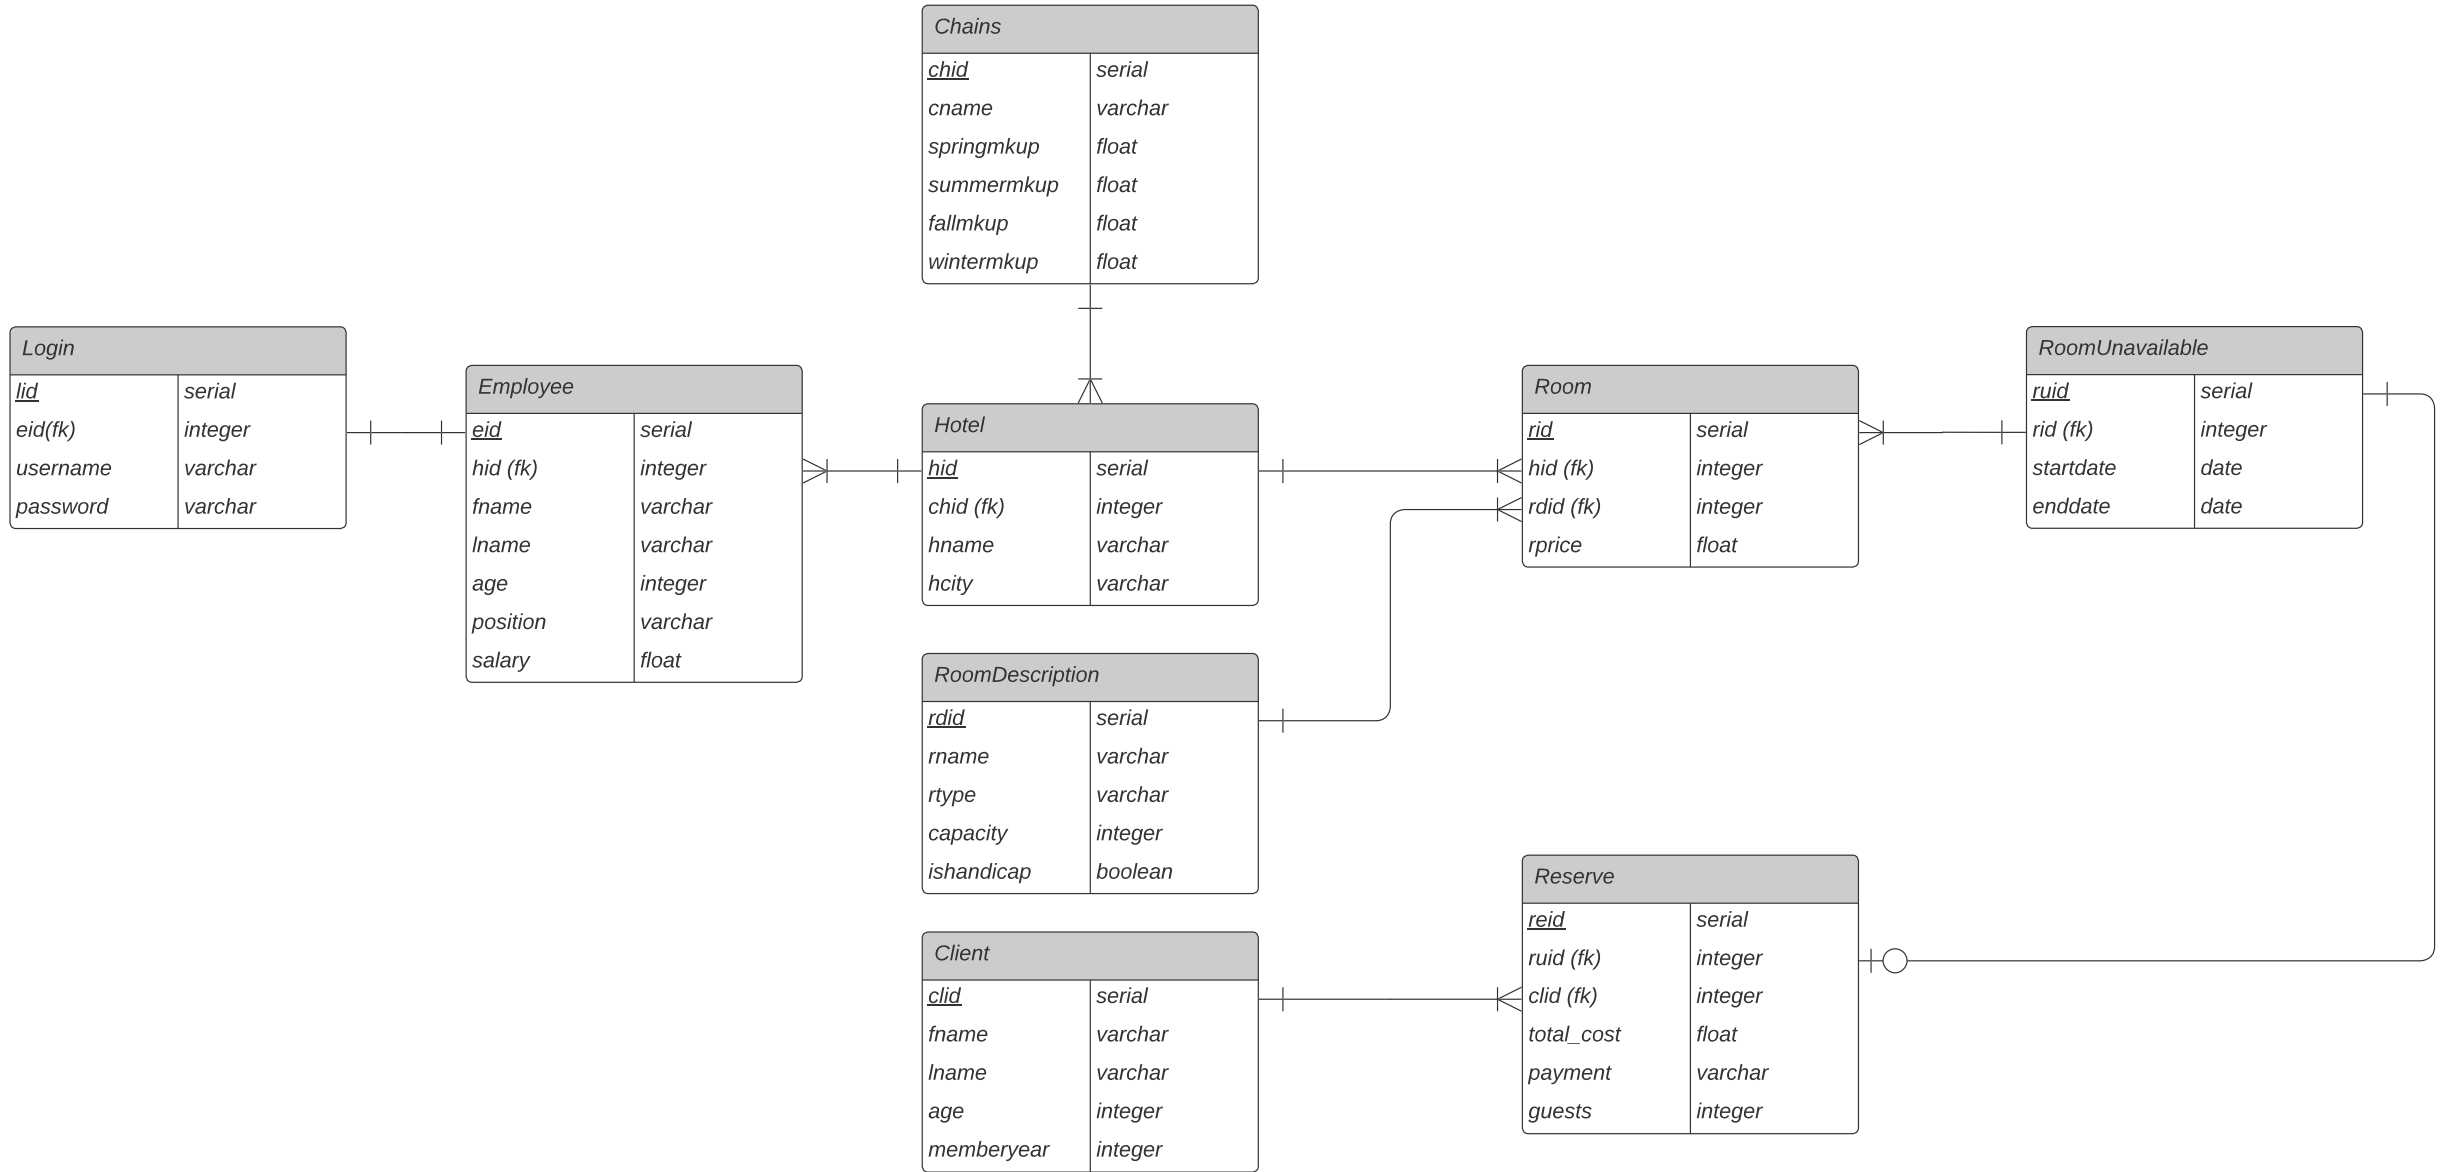 Chains
chid serial
cname varchar
springmkup float
summermkup float
fallmkup float
wintermkup float
Login
lid serial
eid(fk) integer
username varchar
password varchar
Employee
eid serial
hid (fk) integer
fname varchar
lname varchar
age integer
position varchar
salary float
Hotel
hid serial
chid (fk) integer
hname varchar
hcity varchar
Room
rid serial
hid (fk) integer
rdid (fk) integer
rprice float
RoomUnavailable
ruid serial
rid (fk) integer
startdate date
enddate date
RoomDescription
rdid serial
rname varchar
rtype varchar
capacity integer
ishandicap boolean
Client
clid serial
fname varchar
lname varchar
age integer
memberyear integer
Reserve
reid serial
ruid (fk) integer
clid (fk) integer
total_cost float
payment varchar
guests integer